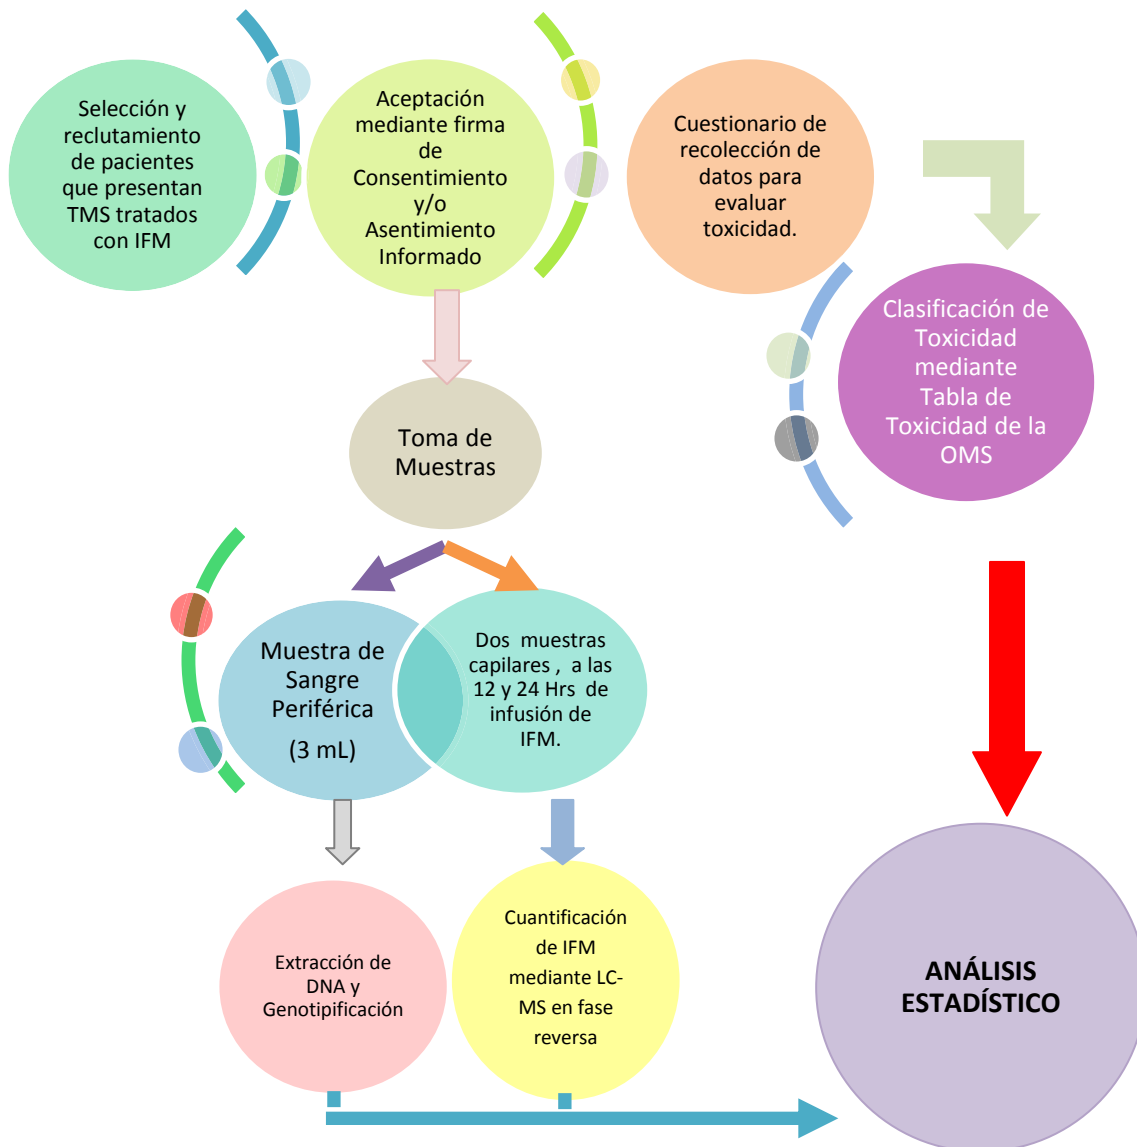 Selección y
reclutamiento
de pacientes
que presentan
TMS tratados
con IFM
Aceptación
mediante firma
de
Consentimiento
y/o
Asentimiento
Informado
Cuestionario de
recolección de
datos para
evaluar
toxicidad.
Clasificación de
Toxicidad
mediante
Tabla de
Toxicidad de la
OMS
Toma de
Muestras
Muestra de
Sangre
Periférica
(3 mL)
Dos muestras
capilares , a las
12 y 24 Hrs de
infusión de
IFM.
Extracción de
DNA y
Genotipificación
Cuantificación
de IFM
mediante LC-
MS en fase
reversa
ANÁLISIS
ESTADÍSTICO